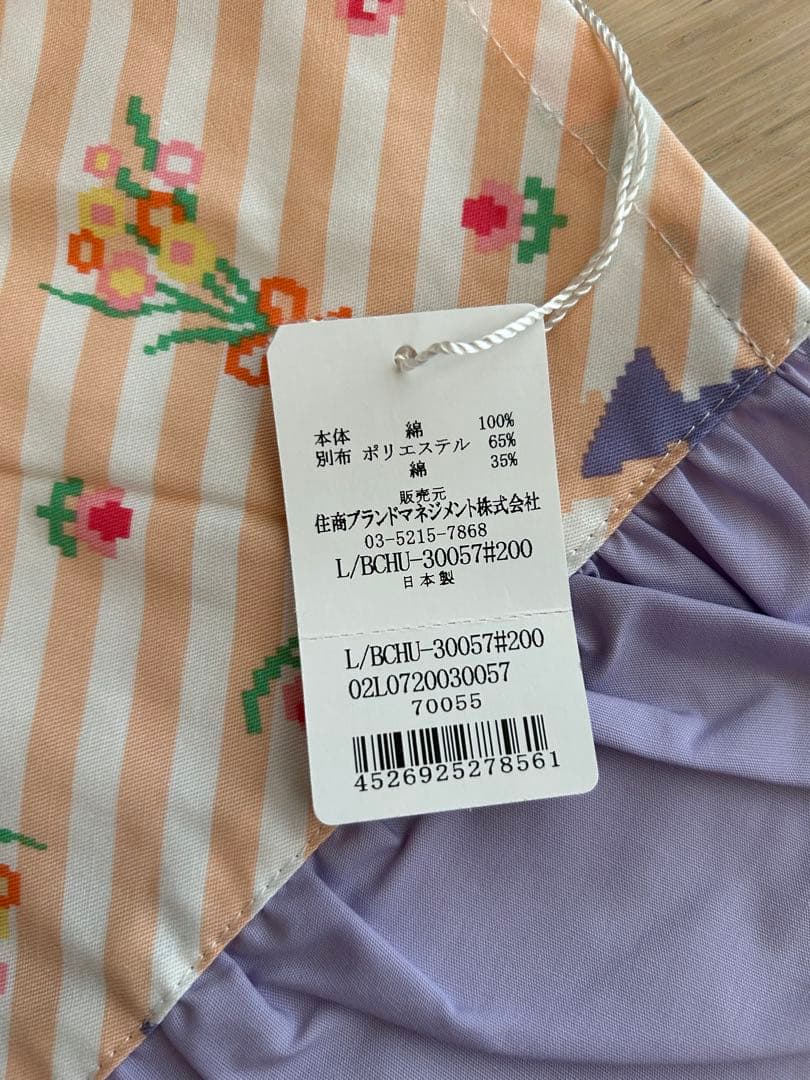 本体 綿 100%
別布 ポリエステル 65%
綿 35%
販売元
住商ブランドマネジメント株式会社
03-5215-7868
L/BCHU-30057#200
日本製
L/BCHU-30057#200
02L0720030057
70055
4526925278561